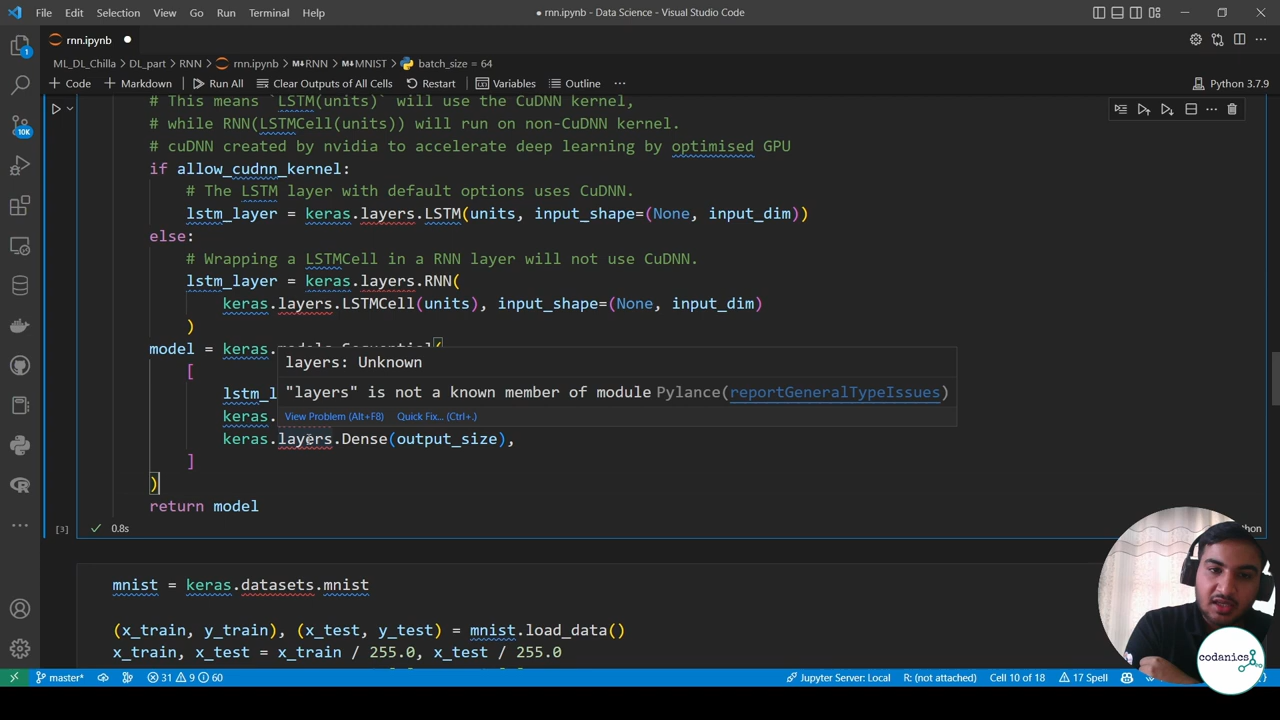 File Edit Selection View Go Run Terminal Help
● rnn.ipynb - Data Science - Visual Studio Code
rnn.ipynb ●
ML_DL_Chilla > DL_part > RNN > rnn.ipynb > M↓RNN > M↓MNIST > batch_size = 64
+ Code + Markdown Run All Clear Outputs of All Cells Restart Variables Outline ... Python 3.7.9
# This means `LSTM(units)` will use the CuDNN kernel,
# while RNN(LSTMCell(units)) will run on non-CuDNN kernel.
# cuDNN created by nvidia to accelerate deep learning by optimised GPU
if allow_cudnn_kernel:
# The LSTM layer with default options uses CuDNN.
lstm_layer = keras.layers.LSTM(units, input_shape=(None, input_dim))
else:
# Wrapping a LSTMCell in a RNN layer will not use CuDNN.
lstm_layer = keras.layers.RNN(
keras.layers.LSTMCell(units), input_shape=(None, input_dim)
)
model = keras.models.Sequential(
layers: Unknown
[
"layers" is not a known member of module Pylance(reportGeneralTypeIssues)
lstm_l
View Problem (Alt+F8) Quick Fix... (Ctrl+.)
keras.
keras.layers.Dense(output_size),
]
)
return model
[3] ✓ 0.8s
mnist = keras.datasets.mnist
(x_train, y_train), (x_test, y_test) = mnist.load_data()
x_train, x_test = x_train / 255.0, x_test / 255.0
codanics
master* 31 9 60 Jupyter Server: Local R: (not attached) Cell 10 of 18 17 Spell
1
10K